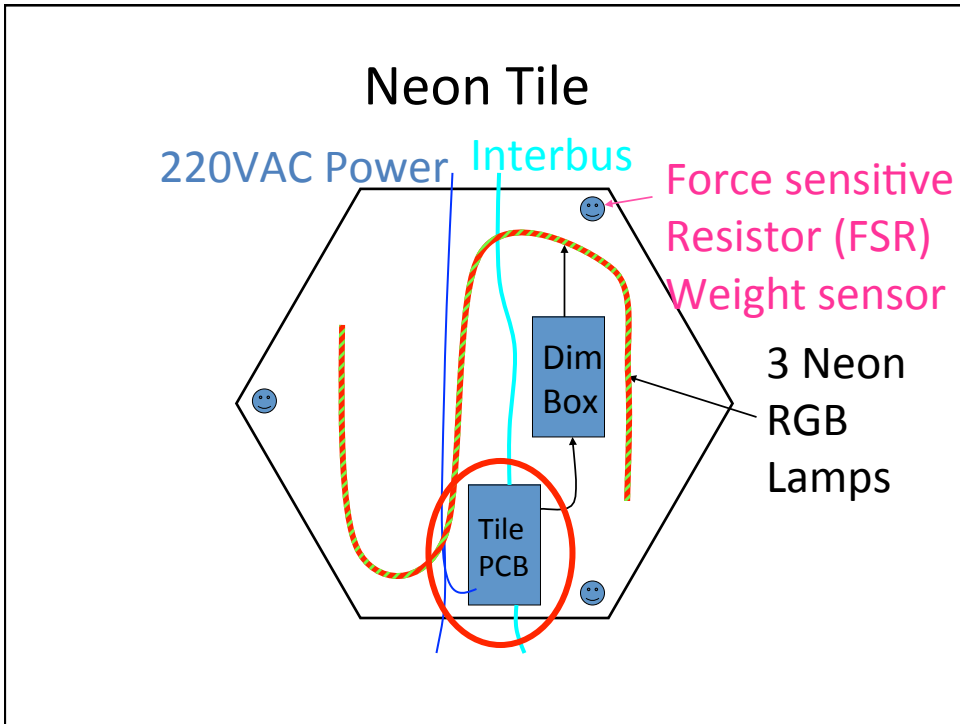 Neon Tile
220VAC Power
Interbus
Force sensitive
Resistor (FSR)
Weight sensor
3 Neon
RGB
Lamps
Dim
Box
Tile
PCB